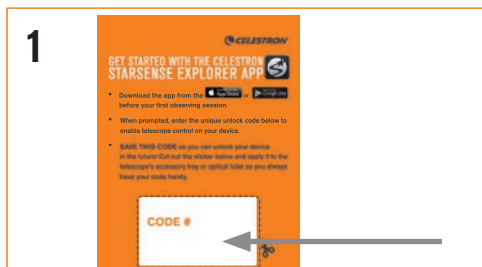 1
CELESTRON
GET STARTED WITH THE CELESTRON
STARSENSE EXPLORER APP
• Download the app from the App Store or Google play
before your first observing session.
• When prompted, enter the unique unlock code below to
enable telescope control on your device.
• SAVE THIS CODE so you can unlock your device
in the future! Cut out the sticker below and apply it to the
telescope's accessory tray or optical tube so you always
have your code handy.
CODE #